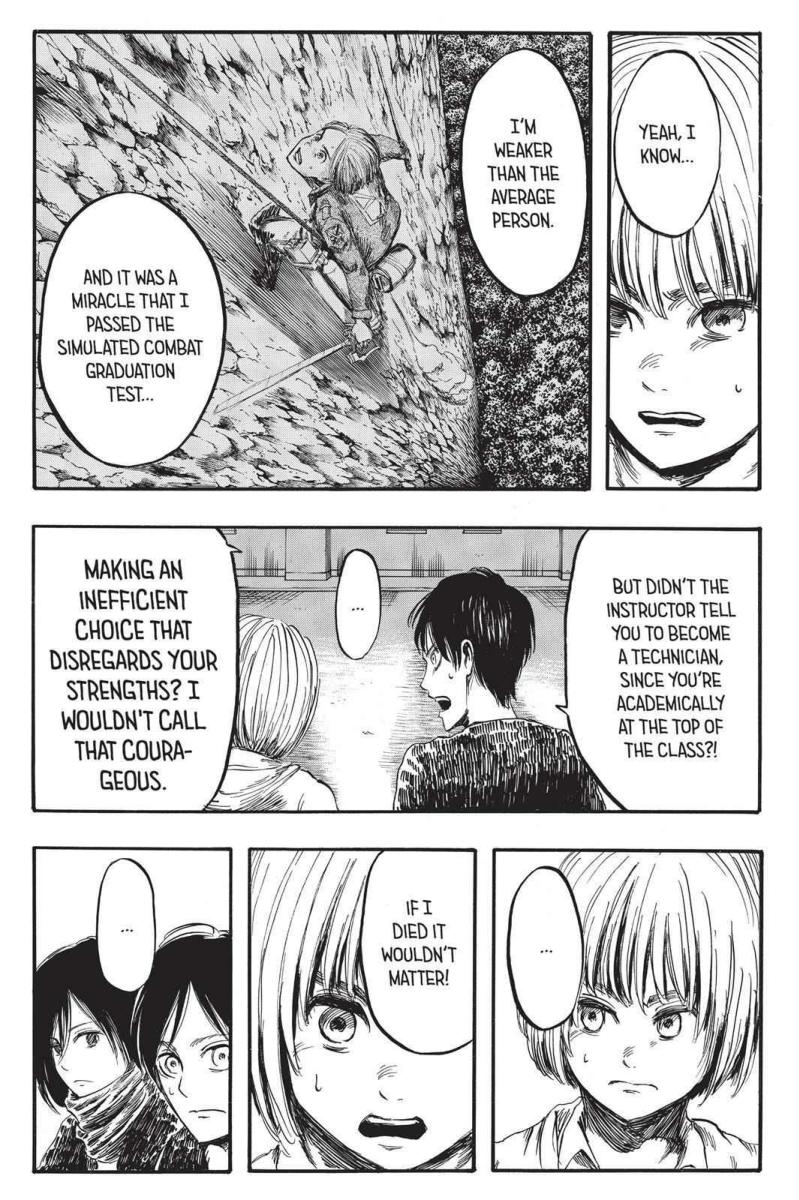 YEAH, I
KNOW...
I'M
WEAKER
THAN THE
AVERAGE
PERSON.
AND IT WAS A
MIRACLE THAT I
PASSED THE
SIMULATED COMBAT
GRADUATION
TEST...
BUT DIDN'T THE
INSTRUCTOR TELL
YOU TO BECOME
A TECHNICIAN,
SINCE YOU'RE
ACADEMICALLY
AT THE TOP OF
THE CLASS?!
...
MAKING AN
INEFFICIENT
CHOICE THAT
DISREGARDS YOUR
STRENGTHS? I
WOULDN'T CALL
THAT COURA-
GEOUS.
...
IF I
DIED IT
WOULDN'T
MATTER!
...